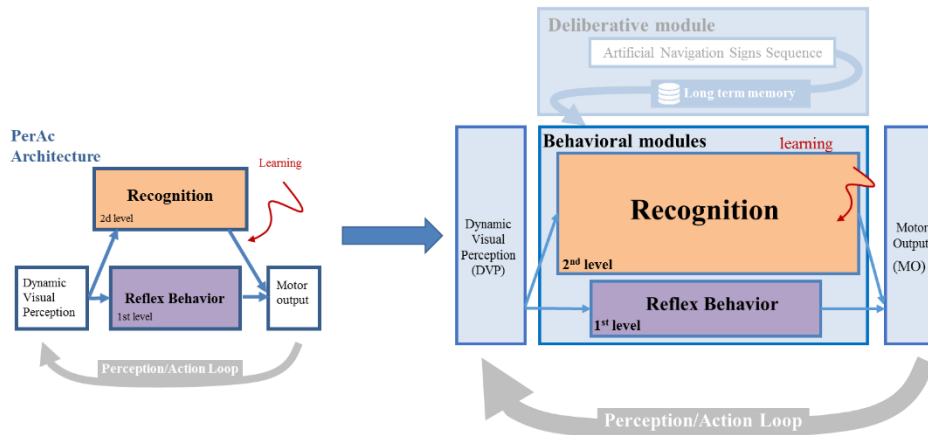 PerAc
Architecture
Learning
Recognition
2d level
Dynamic
Visual
Perception
Reflex Behavior
1st level
Motor
output
Perception/Action Loop
Deliberative module
Artificial Navigation Signs Sequence
Long term memory
Behavioral modules
learning
Recognition
2nd level
Dynamic
Visual
Perception
(DVP)
Reflex Behavior
1st level
Motor
Output
(MO)
Perception/Action Loop